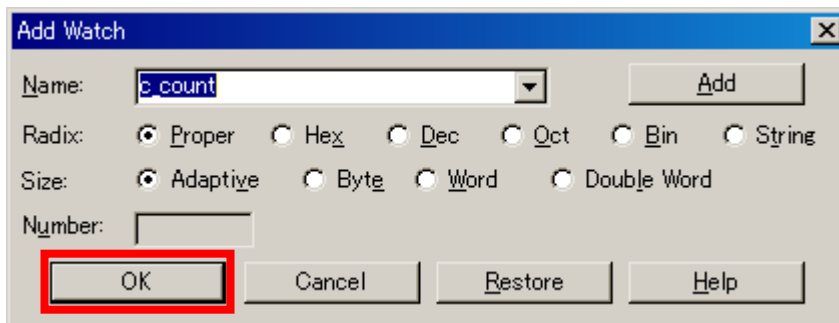 Add Watch
Name: c_count Add
Radix: Proper Hex Dec Oct Bin String
Size: Adaptive Byte Word Double Word
Number:
OK Cancel Restore Help